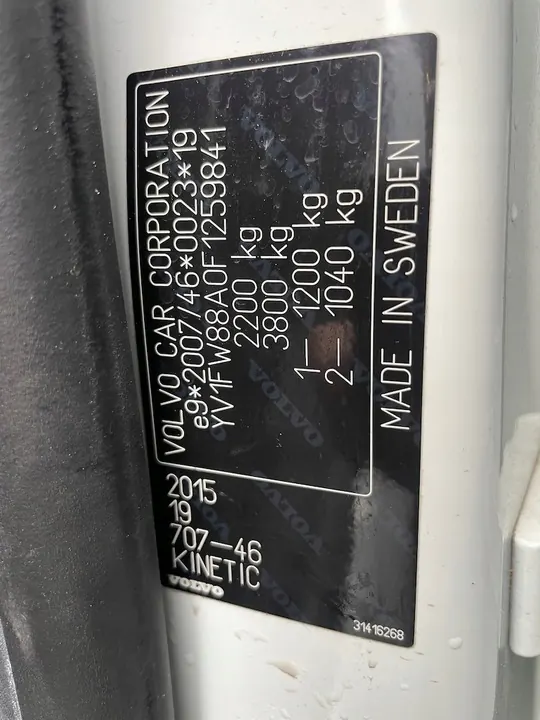 VOLVO CAR CORPORATION
e9*2007/46*0023*19
YV1FW88A0F1259841
2200 kg
3800 kg
1— 1200 kg
2— 1040 kg
MADE IN SWEDEN
2015
19
707-46
KINETIC
VOLVO
31416268